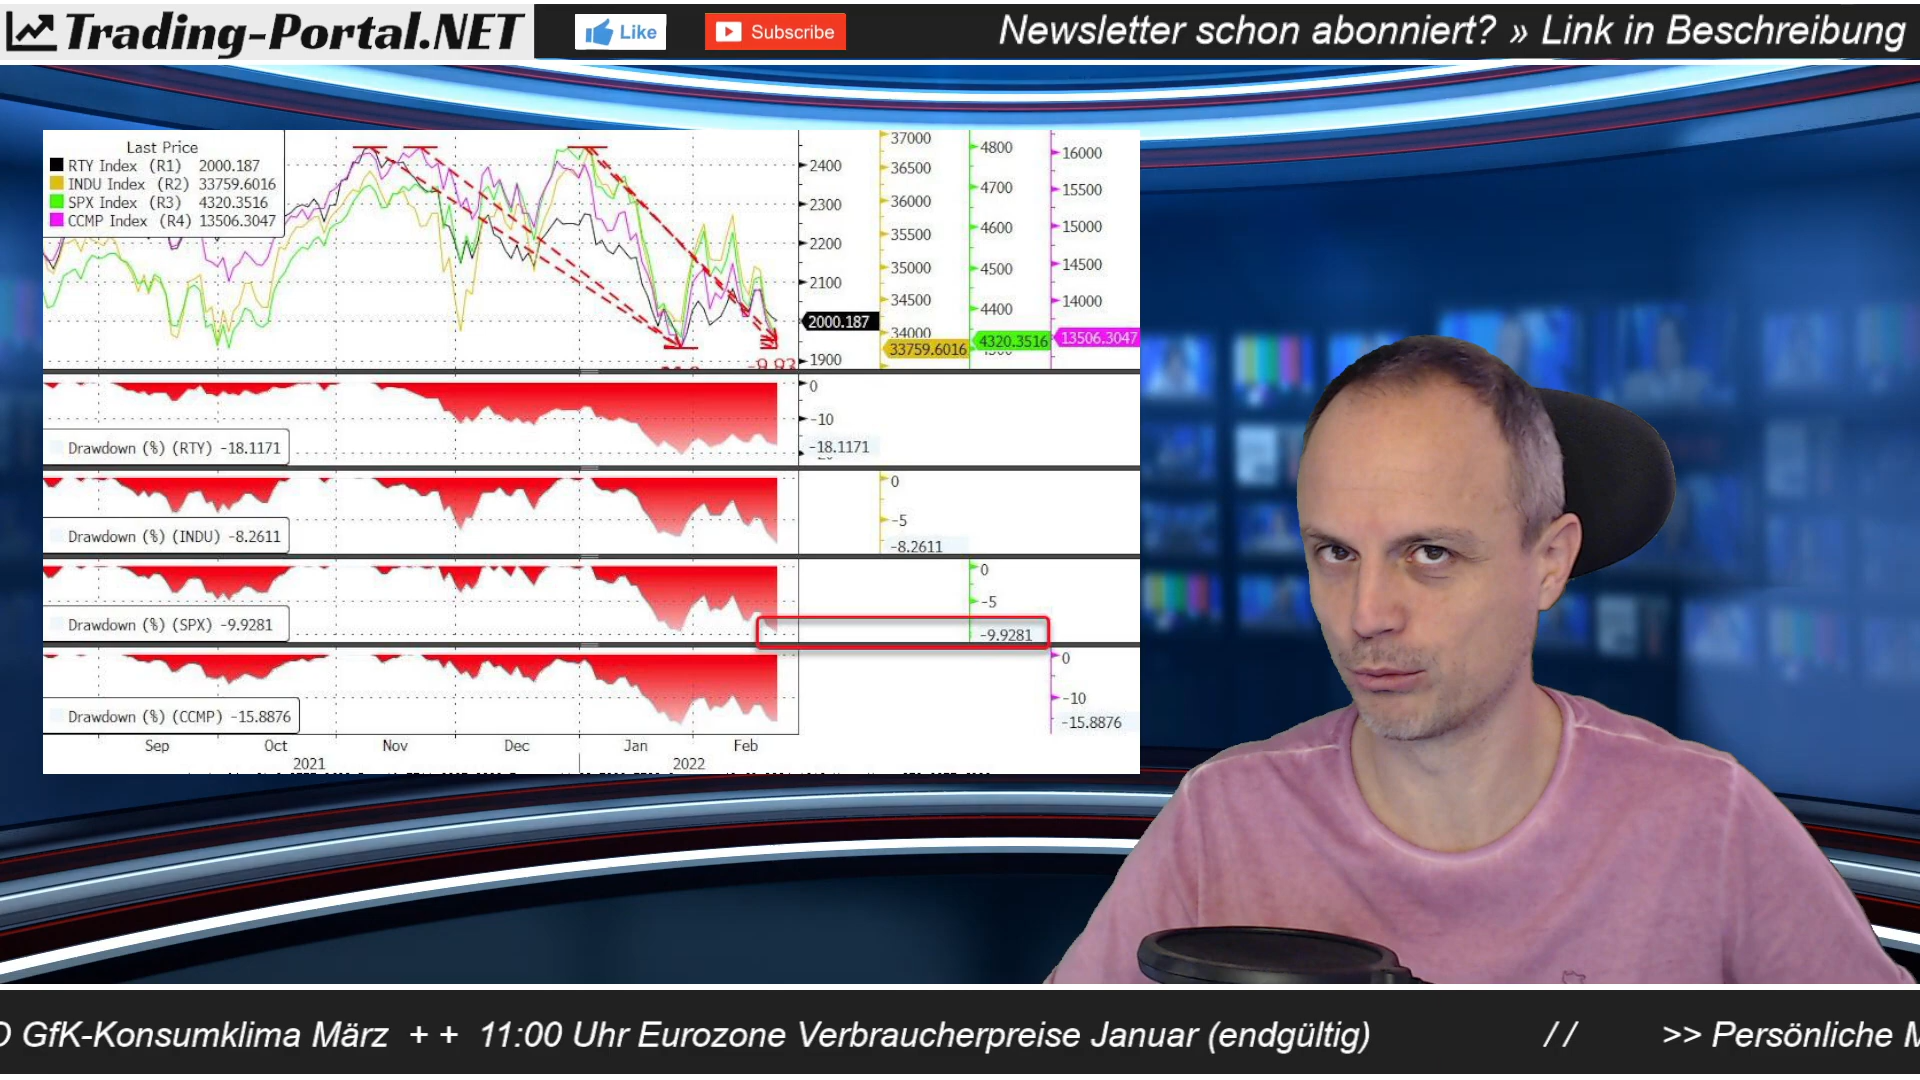 Trading-Portal.NET
Like
Subscribe
Newsletter schon abonniert? » Link in Beschreibung
Last Price
RTY Index (R1) 2000.187
INDU Index (R2) 33759.6016
SPX Index (R3) 4320.3516
CCMP Index (R4) 13506.3047
2400
2300
2200
2100
2000.187
1900
37000
36500
36000
35500
35000
34500
34000
33759.6016
4800
4700
4600
4500
4400
4320.3516
16000
15500
15000
14500
14000
13506.3047
0
-10
-18.1171
Drawdown (%) (RTY) -18.1171
0
-5
-8.2611
Drawdown (%) (INDU) -8.2611
0
-5
-9.9281
Drawdown (%) (SPX) -9.9281
0
-10
-15.8876
Drawdown (%) (CCMP) -15.8876
Sep Oct Nov Dec Jan Feb
2021 2022
GfK-Konsumklima März ++ 11:00 Uhr Eurozone Verbraucherpreise Januar (endgültig) // >> Persönliche